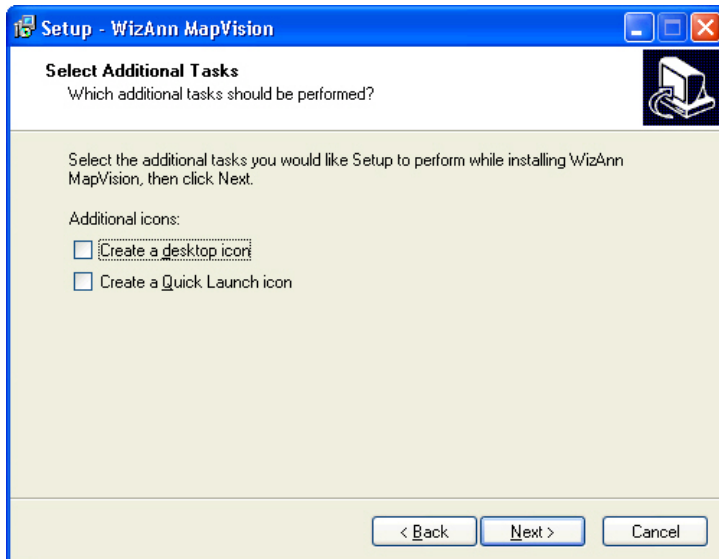 Setup - WizAnn MapVision
Select Additional Tasks
Which additional tasks should be performed?
Select the additional tasks you would like Setup to perform while installing WizAnn
MapVision, then click Next.
Additional icons:
Create a desktop icon
Create a Quick Launch icon
< Back Next > Cancel